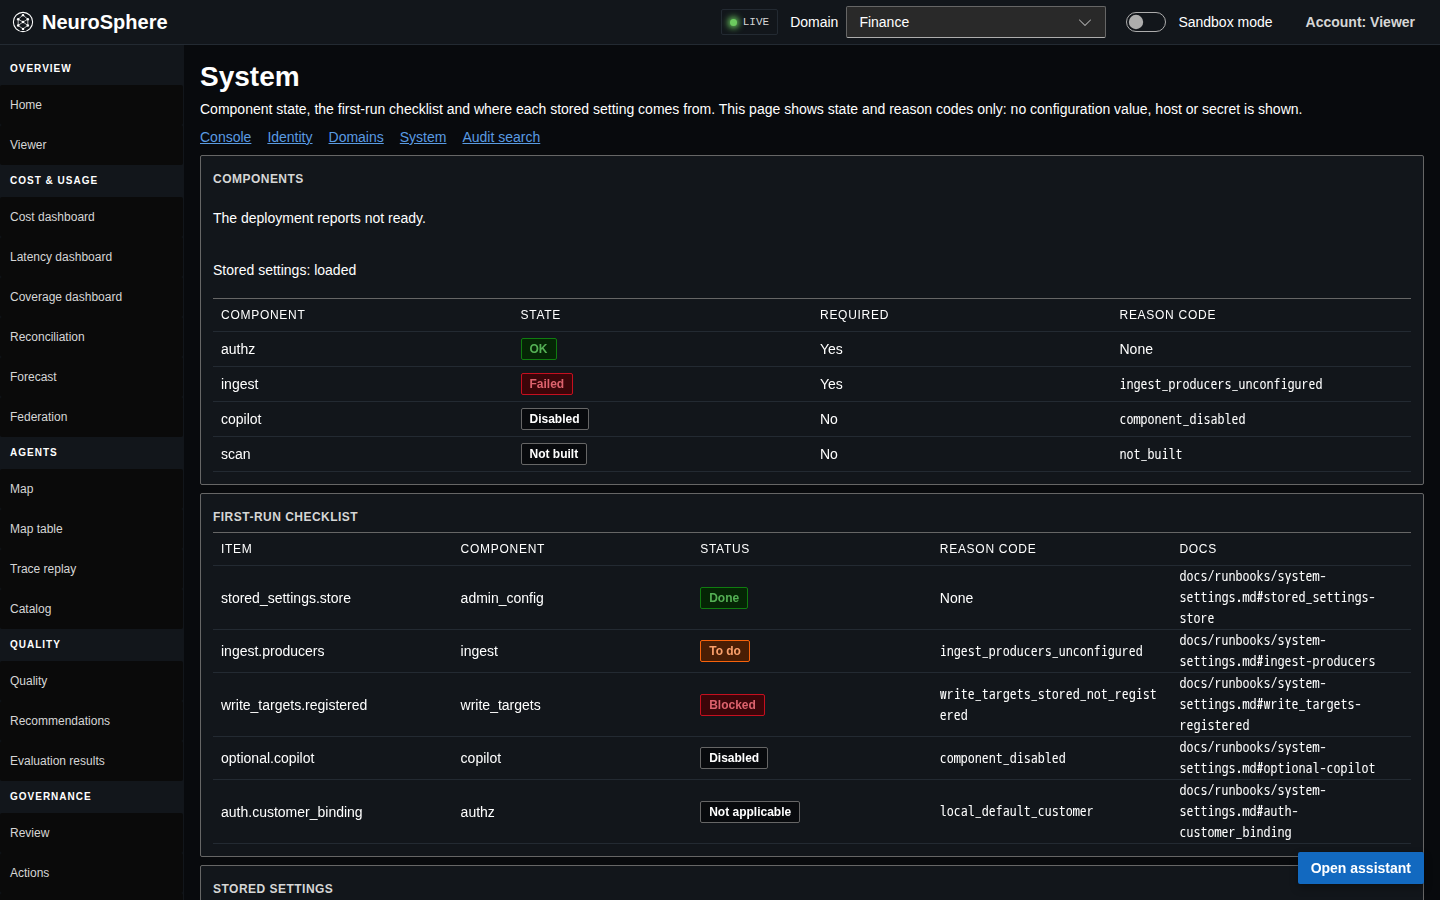 NeuroSphere
LIVE
Domain
Finance
Sandbox mode
Account: Viewer
OVERVIEW
Home
Viewer
COST & USAGE
Cost dashboard
Latency dashboard
Coverage dashboard
Reconciliation
Forecast
Federation
AGENTS
Map
Map table
Trace replay
Catalog
QUALITY
Quality
Recommendations
Evaluation results
GOVERNANCE
Review
Actions
System
Component state, the first-run checklist and where each stored setting comes from. This page shows state and reason codes only: no configuration value, host or secret is shown.
Console Identity Domains System Audit search
COMPONENTS
The deployment reports not ready.
Stored settings: loaded
COMPONENT STATE REQUIRED REASON CODE
authz OK Yes None
ingest Failed Yes ingest_producers_unconfigured
copilot Disabled No component_disabled
scan Not built No not_built
FIRST-RUN CHECKLIST
ITEM COMPONENT STATUS REASON CODE DOCS
stored_settings.store admin_config Done None docs/runbooks/system-
settings.md#stored_settings-
store
ingest.producers ingest To do ingest_producers_unconfigured docs/runbooks/system-
settings.md#ingest-producers
write_targets.registered write_targets Blocked write_targets_stored_not_regist
ered
docs/runbooks/system-
settings.md#write_targets-
registered
optional.copilot copilot Disabled component_disabled docs/runbooks/system-
settings.md#optional-copilot
auth.customer_binding authz Not applicable local_default_customer docs/runbooks/system-
settings.md#auth-
customer_binding
STORED SETTINGS
Open assistant